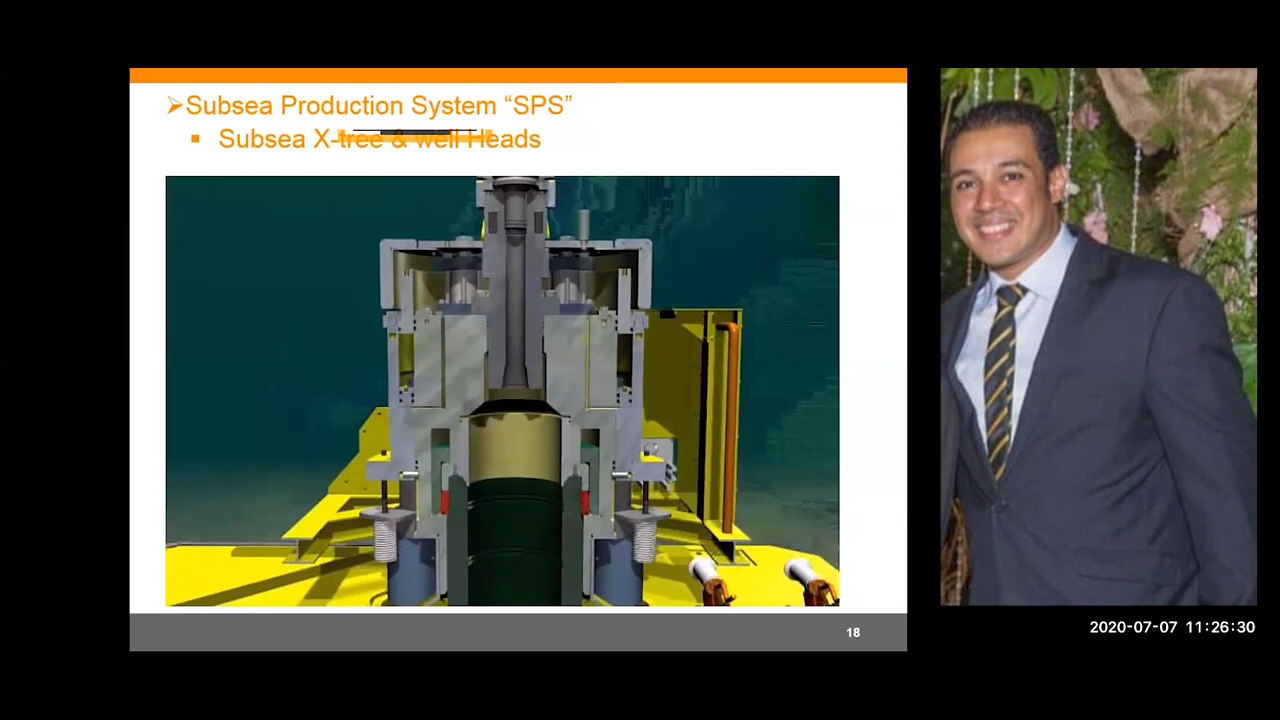 ➢Subsea Production System “SPS”
▪ Subsea X-tree & well Heads
18
2020-07-07 11:26:30